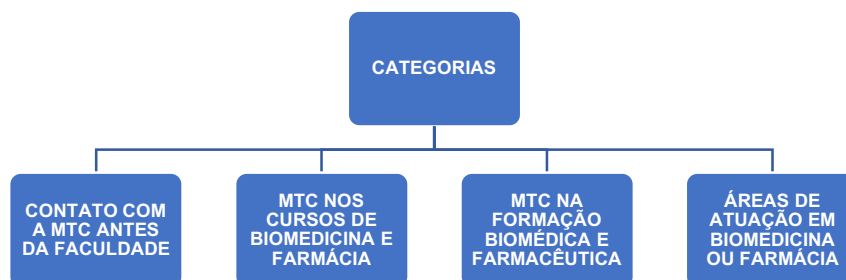 CATEGORIAS
CONTATO COM
A MTC ANTES
DA FACULDADE
MTC NOS
CURSOS DE
BIOMEDICINA E
FARMÁCIA
MTC NA
FORMAÇÃO
BIOMÉDICA E
FARMACÊUTICA
ÁREAS DE
ATUAÇÃO EM
BIOMEDICINA
OU FARMÁCIA